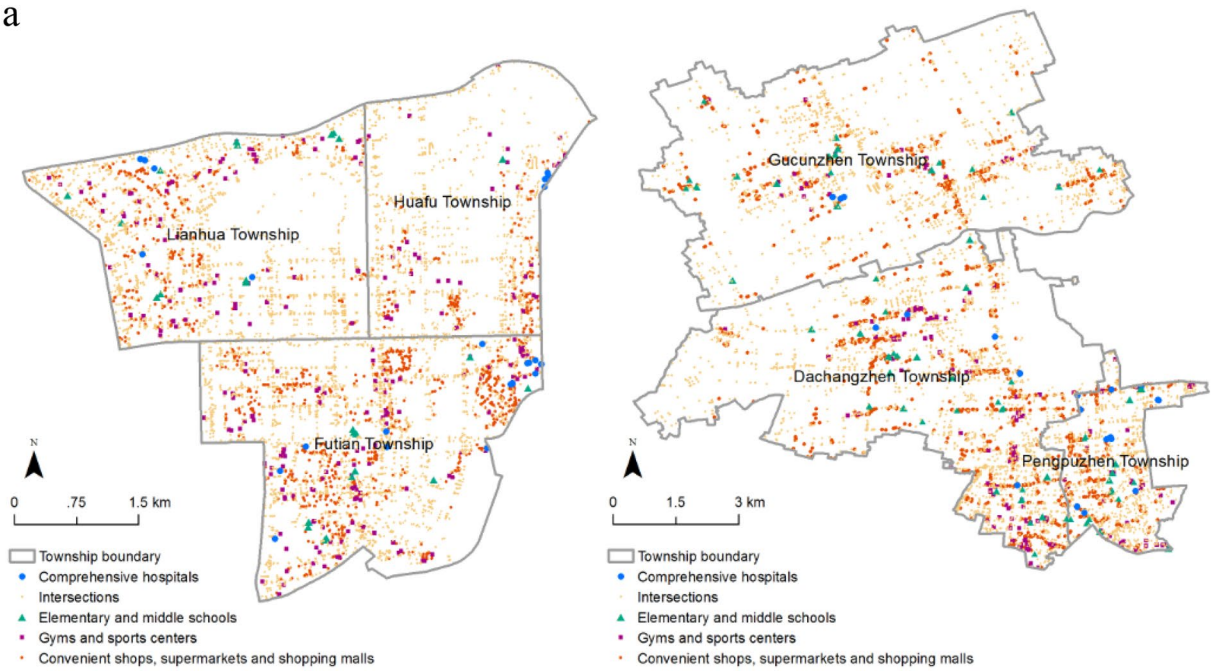 a
Lianhua Township
Huafu Township
Futian Township
N
0 .75 1.5 km
Township boundary
Comprehensive hospitals
Intersections
Elementary and middle schools
Gyms and sports centers
Convenient shops, supermarkets and shopping malls
Gucunzhen Township
Dachangzhen Township
Pengpuzhen Township
N
0 1.5 3 km
Township boundary
Comprehensive hospitals
Intersections
Elementary and middle schools
Gyms and sports centers
Convenient shops, supermarkets and shopping malls